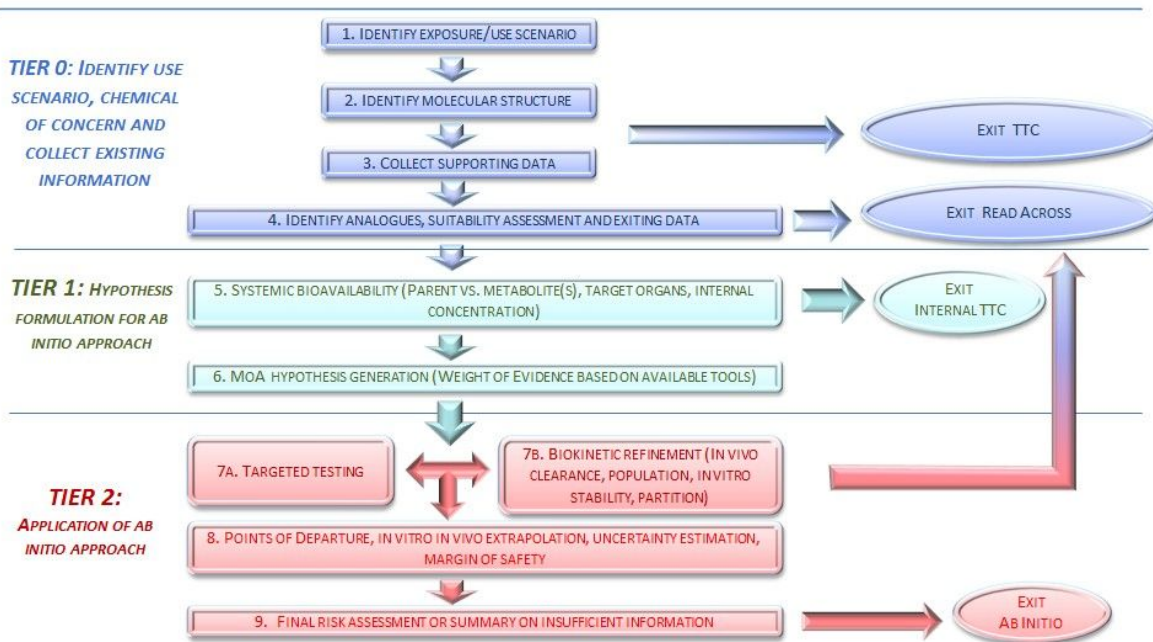 1. IDENTIFY EXPOSURE/USE SCENARIO
TIER 0: IDENTIFY USE
SCENARIO, CHEMICAL
OF CONCERN AND
COLLECT EXISTING
INFORMATION
2. IDENTIFY MOLECULAR STRUCTURE
EXIT TTC
3. COLLECT SUPPORTING DATA
4. IDENTIFY ANALOGUES, SUITABILITY ASSESSMENT AND EXITING DATA
EXIT READ ACROSS
TIER 1: HYPOTHESIS
FORMULATION FOR AB
INITIO APPROACH
5. SYSTEMIC BIOAVAILABILITY (PARENT VS. METABOLITE(S), TARGET ORGANS, INTERNAL
CONCENTRATION)
EXIT
INTERNAL TTC
6. MOA HYPOTHESIS GENERATION (WEIGHT OF EVIDENCE BASED ON AVAILABLE TOOLS)
TIER 2:
APPLICATION OF AB
INITIO APPROACH
7A. TARGETED TESTING
7B. BIOKINETIC REFINEMENT (IN VIVO
CLEARANCE, POPULATION, IN VITRO
STABILITY, PARTITION)
8. POINTS OF DEPARTURE, IN VITRO IN VIVO EXTRAPOLATION, UNCERTAINTY ESTIMATION,
MARGIN OF SAFETY
9. FINAL RISK ASSESSMENT OR SUMMARY ON INSUFFICIENT INFORMATION
EXIT
AB INITIO